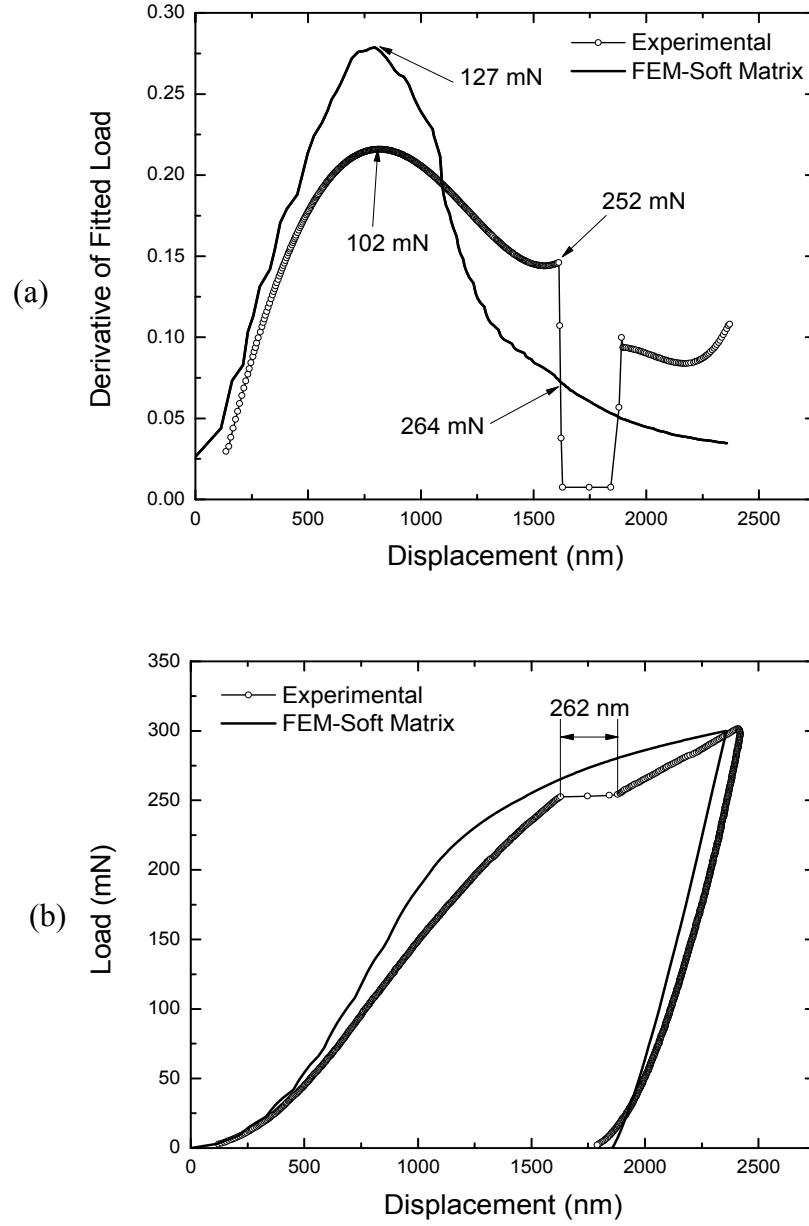 0.30
0.25
0.20
0.15
0.10
0.05
0.00
Derivative of Fitted Load
(a)
Experimental
FEM-Soft Matrix
127 mN
102 mN
252 mN
264 mN
0 500 1000 1500 2000 2500
Displacement (nm)
350
300
250
200
150
100
50
0
Load (mN)
(b)
Experimental
FEM-Soft Matrix
262 nm
0 500 1000 1500 2000 2500
Displacement (nm)